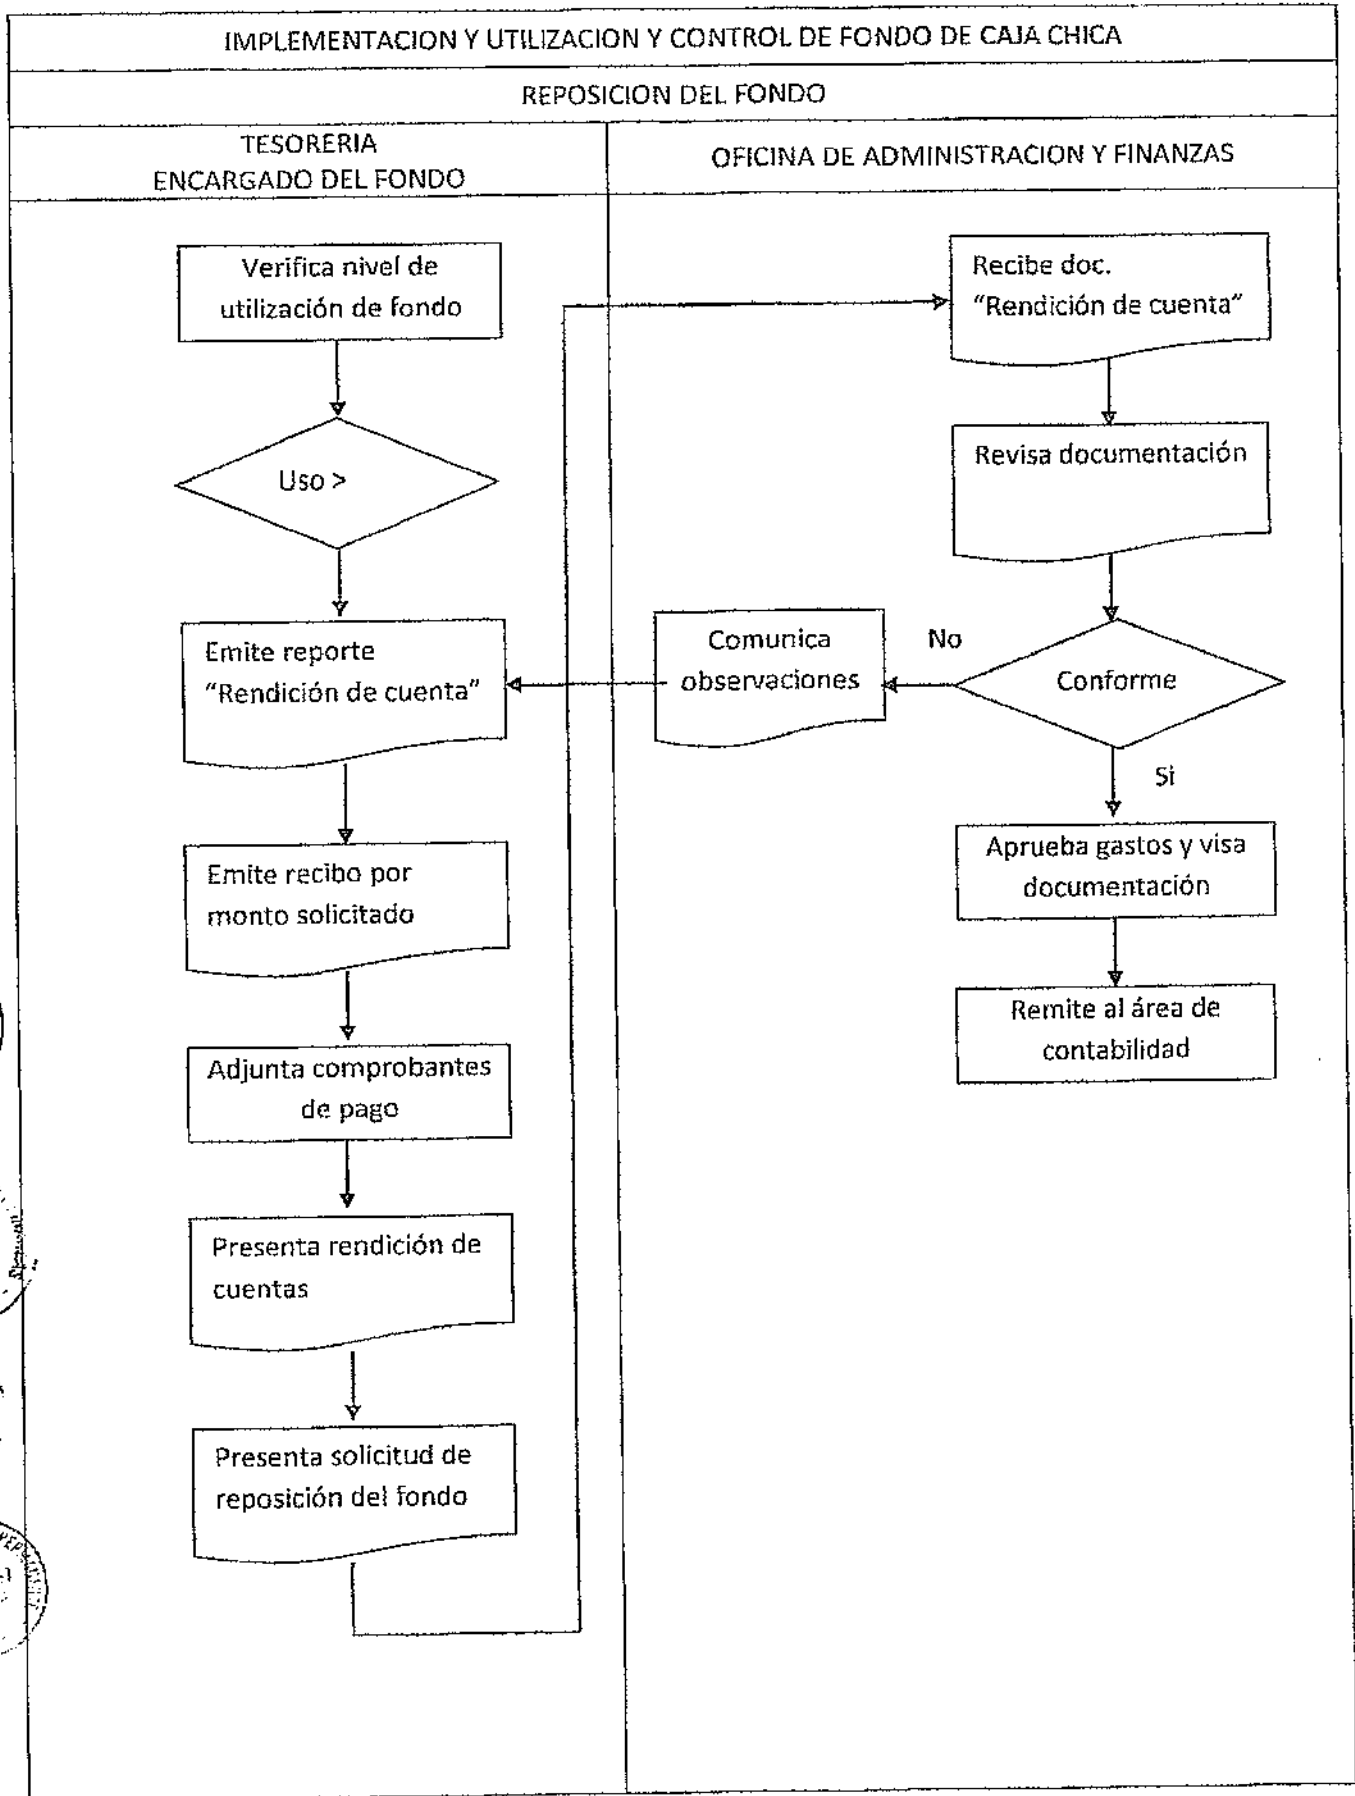 IMPLEMENTACION Y UTILIZACION Y CONTROL DE FONDO DE CAJA CHICA
REPOSICION DEL FONDO
TESORERIA
ENCARGADO DEL FONDO
OFICINA DE ADMINISTRACION Y FINANZAS
Verifica nivel de
utilización de fondo
Uso >
Emite reporte
“Rendición de cuenta”
Emite recibo por
monto solicitado
Adjunta comprobantes
de pago
Presenta rendición de
cuentas
Presenta solicitud de
reposición del fondo
Recibe doc.
“Rendición de cuenta”
Revisa documentación
Conforme
No
Comunica
observaciones
Si
Aprueba gastos y visa
documentación
Remite al área de
contabilidad